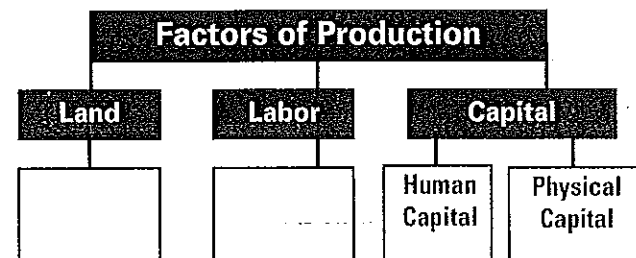 Factors of Production
Land
Labor
Capital
Human
Capital
Physical
Capital